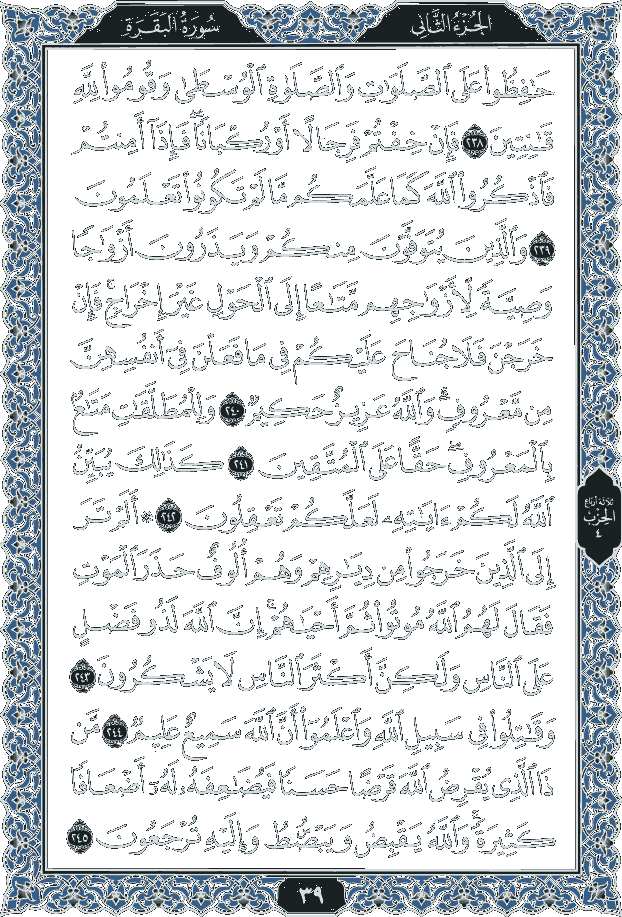 الجزء الثاني
سورة البقرة
حَٰفِظُوا۟ عَلَى ٱلصَّلَوَٰتِ وَٱلصَّلَوٰةِ ٱلْوُسْطَىٰ وَقُومُوا۟ لِلَّهِ
قَٰنِتِينَ ٢٣٨ فَإِنْ خِفْتُمْ فَرِجَالًا أَوْ رُكْبَانًا ۖ فَإِذَآ أَمِنتُمْ
فَٱذْكُرُوا۟ ٱللَّهَ كَمَا عَلَّمَكُم مَّا لَمْ تَكُونُوا۟ تَعْلَمُونَ
٢٣٩ وَٱلَّذِينَ يُتَوَفَّوْنَ مِنكُمْ وَيَذَرُونَ أَزْوَٰجًا
وَصِيَّةً لِّأَزْوَٰجِهِم مَّتَٰعًا إِلَى ٱلْحَوْلِ غَيْرَ إِخْرَاجٍ ۚ فَإِنْ
خَرَجْنَ فَلَا جُنَاحَ عَلَيْكُمْ فِى مَا فَعَلْنَ فِىٓ أَنفُسِهِنَّ
مِن مَّعْرُوفٍ ۗ وَٱللَّهُ عَزِيزٌ حَكِيمٌ ٢٤٠ وَلِلْمُطَلَّقَٰتِ مَتَٰعٌۢ
بِٱلْمَعْرُوفِ ۖ حَقًّا عَلَى ٱلْمُتَّقِينَ ٢٤١ كَذَٰلِكَ يُبَيِّنُ
ٱللَّهُ لَكُمْ ءَايَٰتِهِۦ لَعَلَّكُمْ تَعْقِلُونَ ٢٤٢ * أَلَمْ تَرَ
إِلَى ٱلَّذِينَ خَرَجُوا۟ مِن دِيَٰرِهِمْ وَهُمْ أُلُوفٌ حَذَرَ ٱلْمَوْتِ
فَقَالَ لَهُمُ ٱللَّهُ مُوتُوا۟ ثُمَّ أَحْيَٰهُمْ ۚ إِنَّ ٱللَّهَ لَذُو فَضْلٍ
عَلَى ٱلنَّاسِ وَلَٰكِنَّ أَكْثَرَ ٱلنَّاسِ لَا يَشْكُرُونَ ٢٤٣
وَقَٰتِلُوا۟ فِى سَبِيلِ ٱللَّهِ وَٱعْلَمُوٓا۟ أَنَّ ٱللَّهَ سَمِيعٌ عَلِيمٌ ٢٤٤ مَّن
ذَا ٱلَّذِى يُقْرِضُ ٱللَّهَ قَرْضًا حَسَنًا فَيُضَٰعِفَهُۥ لَهُۥٓ أَضْعَافًا
كَثِيرَةً ۚ وَٱللَّهُ يَقْبِضُ وَيَبْصُۜطُ وَإِلَيْهِ تُرْجَعُونَ ٢٤٥
ثلاثة أرباع
الحزب
٤
٣٩